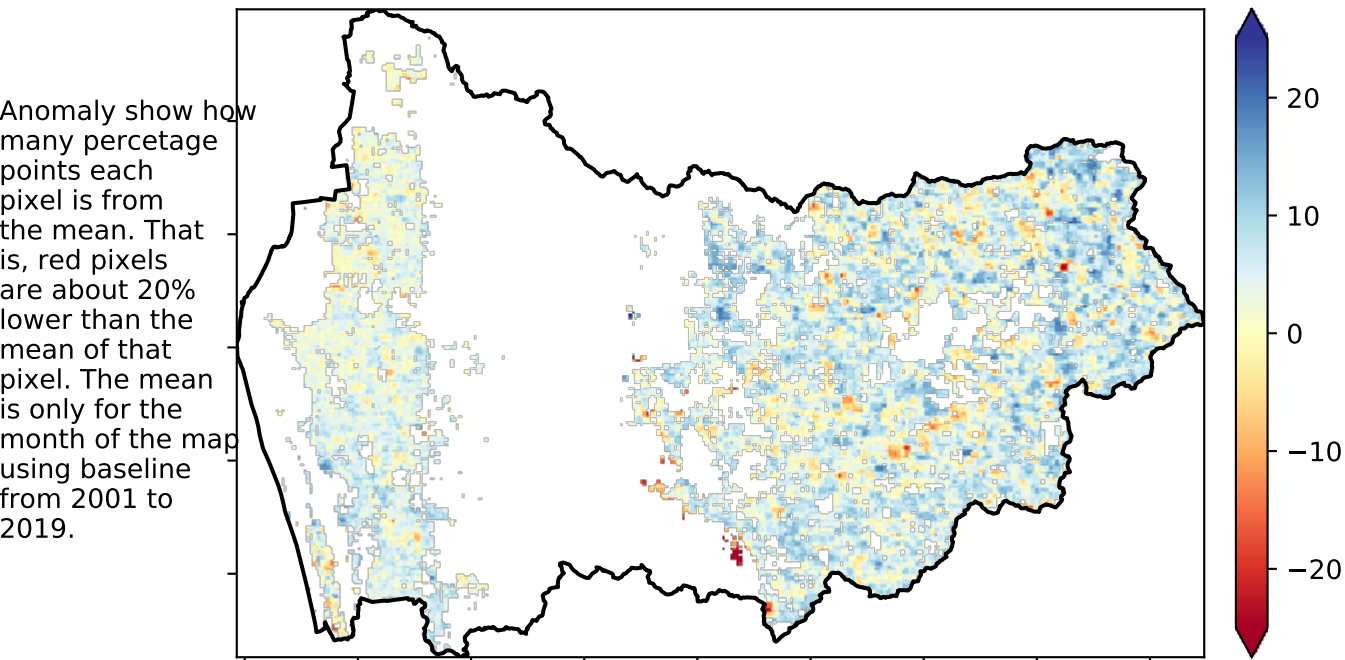 Anomaly show how
many percetage
points each
pixel is from
the mean. That
is, red pixels
are about 20%
lower than the
mean of that
pixel. The mean
is only for the
month of the map
using baseline
from 2001 to
2019.
20
10
0
−10
−20